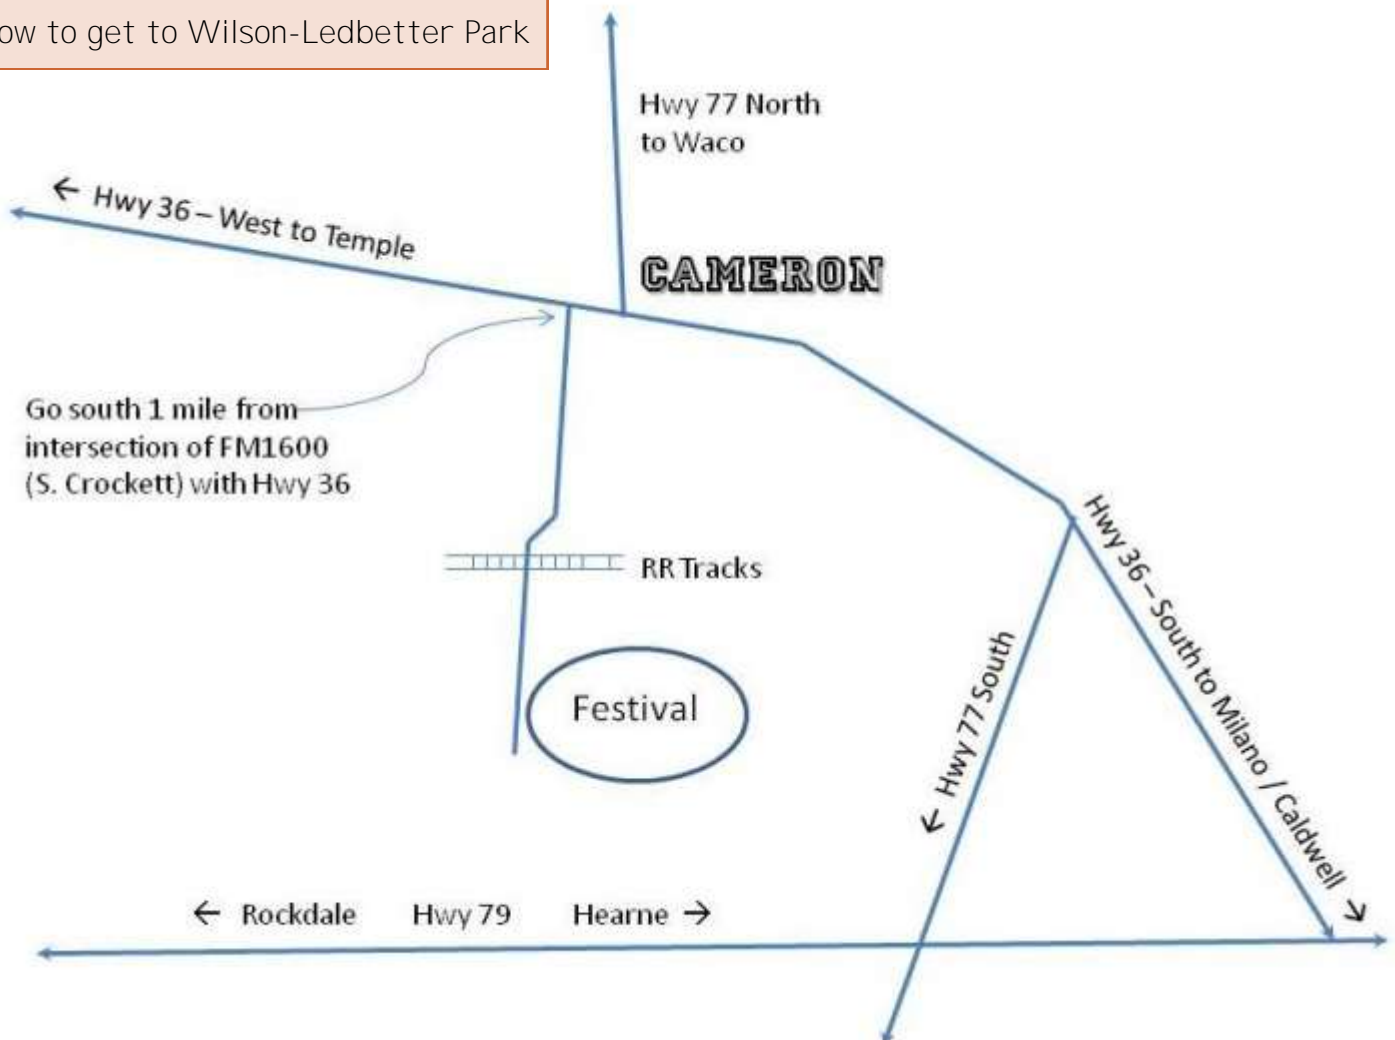 ow to get to Wilson-Ledbetter Park
Hwy 77 North
to Waco
← Hwy 36 – West to Temple
CAMERON
Go south 1 mile from
intersection of FM1600
(S. Crockett) with Hwy 36
RR Tracks
Hwy 36 – South to Milano / Caldwell →
← Hwy 77 South
Festival
← Rockdale Hwy 79 Hearne →